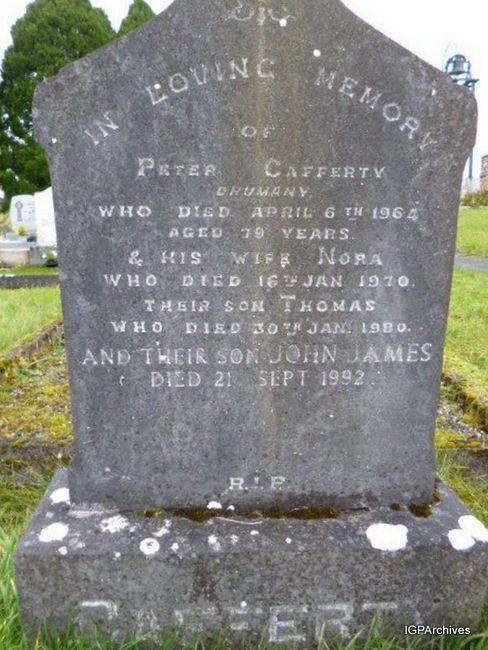 IN LOVING MEMORY
OF
PETER CAFFERTY
DRUMANY.
WHO DIED APRIL 6TH 1964
AGED 79 YEARS.
& HIS WIFE NORA
WHO DIED 16TH JAN 1970.
THEIR SON THOMAS
WHO DIED 30TH JAN. 1980.
AND THEIR SON JOHN JAMES
DIED 21 SEPT 1992
R.I.P.
IGPArchives